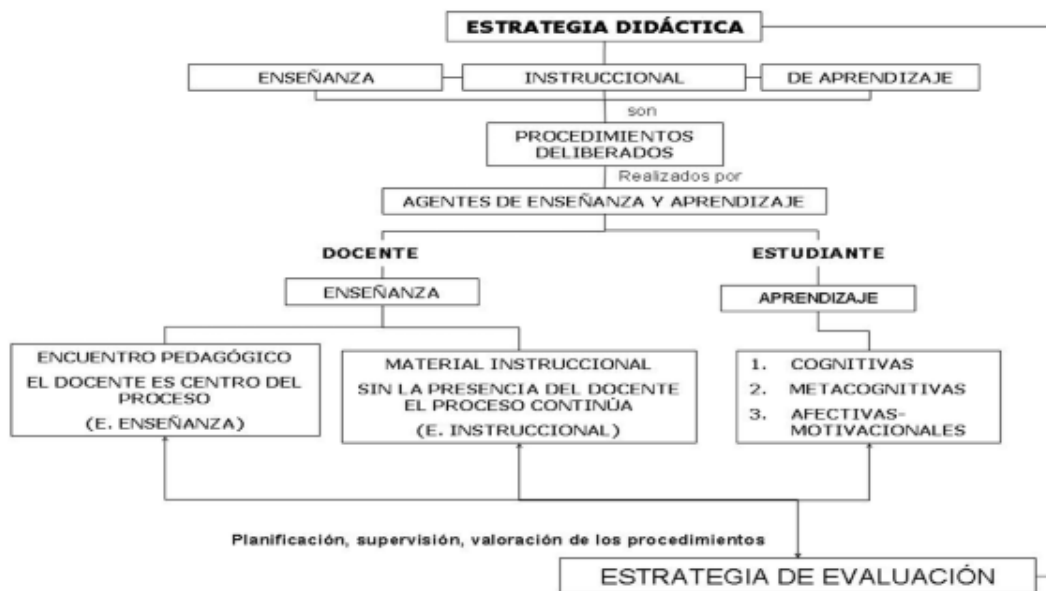 ESTRATEGIA DIDÁCTICA
ENSEÑANZA
INSTRUCCIONAL
DE APRENDIZAJE
son
PROCEDIMIENTOS
DELIBERADOS
Realizados por
AGENTES DE ENSEÑANZA Y APRENDIZAJE
DOCENTE
ESTUDIANTE
ENSEÑANZA
APRENDIZAJE
ENCUENTRO PEDAGÓGICO
EL DOCENTE ES CENTRO DEL
PROCESO
(E. ENSEÑANZA)
MATERIAL INSTRUCCIONAL
SIN LA PRESENCIA DEL DOCENTE
EL PROCESO CONTINÚA
(E. INSTRUCCIONAL)
1. COGNITIVAS
2. METACOGNITIVAS
3. AFECTIVAS-
MOTIVACIONALES
Planificación, supervisión, valoración de los procedimientos
ESTRATEGIA DE EVALUACIÓN